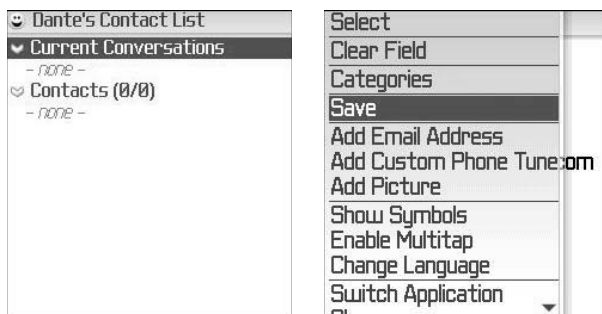 Dante's Contact List
Current Conversations
- none -
Contacts (0/0)
- none -
Select
Clear Field
Categories
Save
Add Email Address
Add Custom Phone Tune
com
Add Picture
Show Symbols
Enable Multitap
Change Language
Switch Application